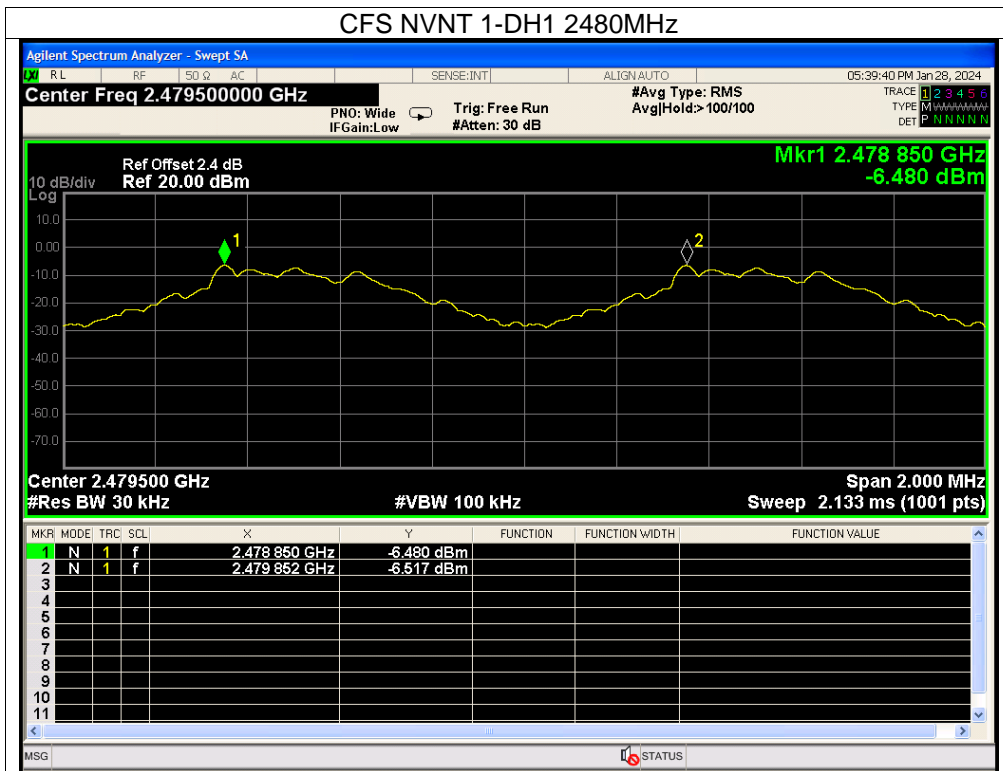 CFS NVNT 1-DH1 2480MHz
Agilent Spectrum Analyzer - Swept SA
LXI RL RF 50 Ω AC SENSE:INT ALIGN AUTO 05:39:40 PM Jan 28, 2024
Center Freq 2.479500000 GHz #Avg Type: RMS TRACE 1 2 3 4 5 6
PNO: Wide Trig: Free Run Avg|Hold:> 100/100 TYPE M WWWWW
IFGain:Low #Atten: 30 dB DET P N N N N N
Mkr1 2.478 850 GHz
Ref Offset 2.4 dB -6.480 dBm
10 dB/div Ref 20.00 dBm
Log
10.0
1 2
0.00
-10.0
-20.0
-30.0
-40.0
-50.0
-60.0
-70.0
Center 2.479500 GHz Span 2.000 MHz
#Res BW 30 kHz #VBW 100 kHz Sweep 2.133 ms (1001 pts)
MKR MODE TRC SCL X Y FUNCTION FUNCTION WIDTH FUNCTION VALUE
1 N 1 f 2.478 850 GHz -6.480 dBm
2 N 1 f 2.479 852 GHz -6.517 dBm
3
4
5
6
7
8
9
10
11
MSG STATUS